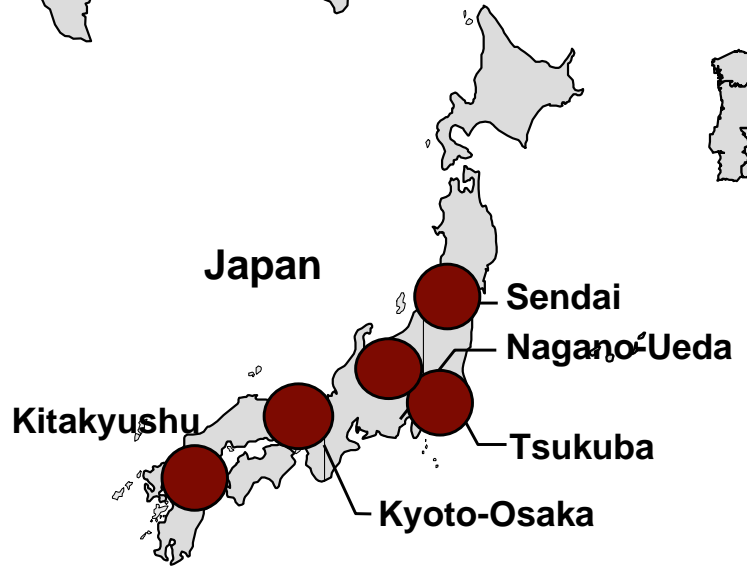 Japan
Sendai
Nagano-Ueda
Kitakyushu
Tsukuba
Kyoto-Osaka